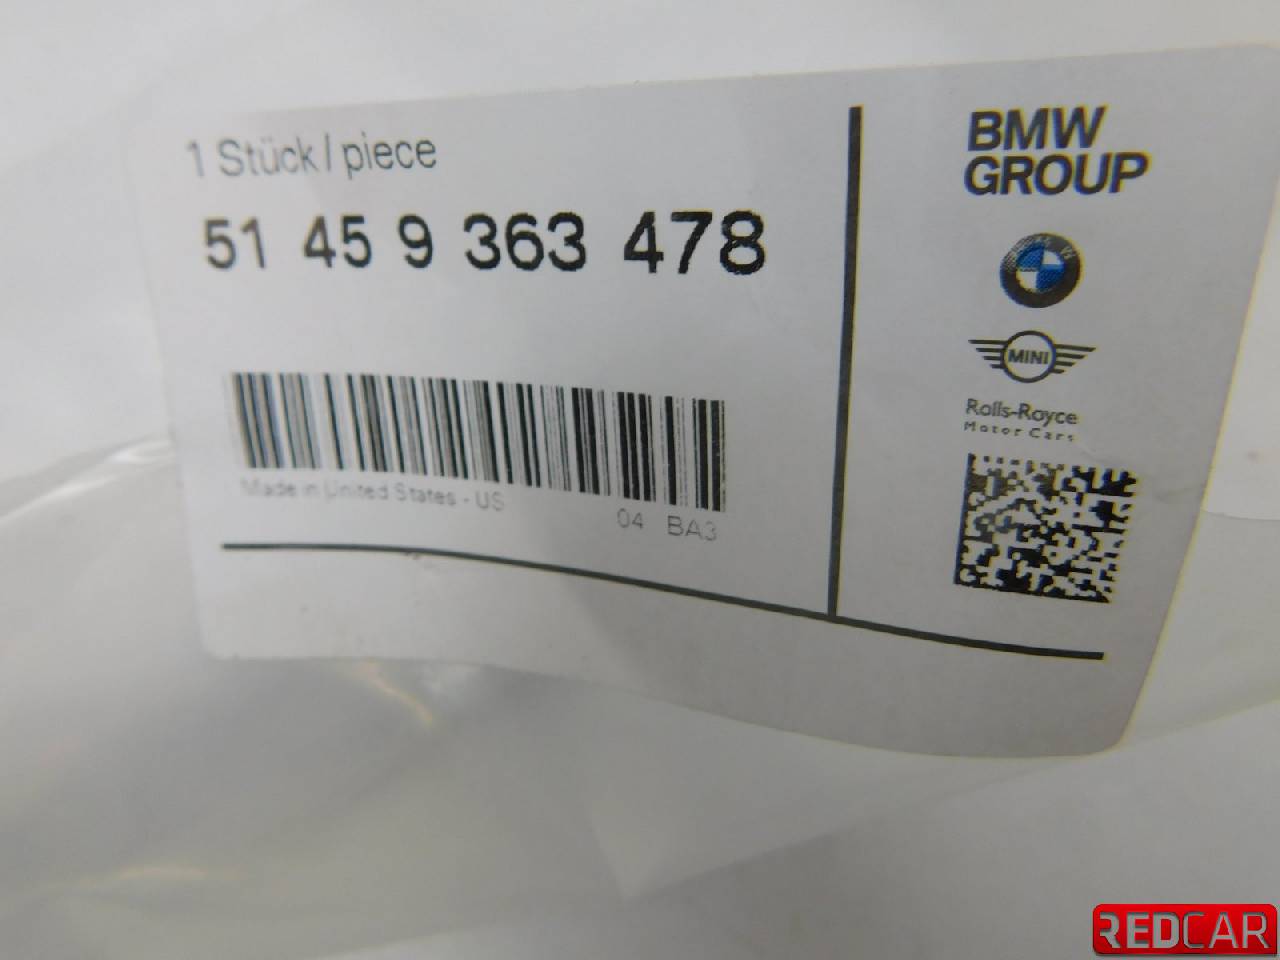 1 Stück / piece
51 45 9 363 478
Made in United States - US
04 BA3
BMW
GROUP
MINI
Rolls-Royce
Motor Cars
REDCAR